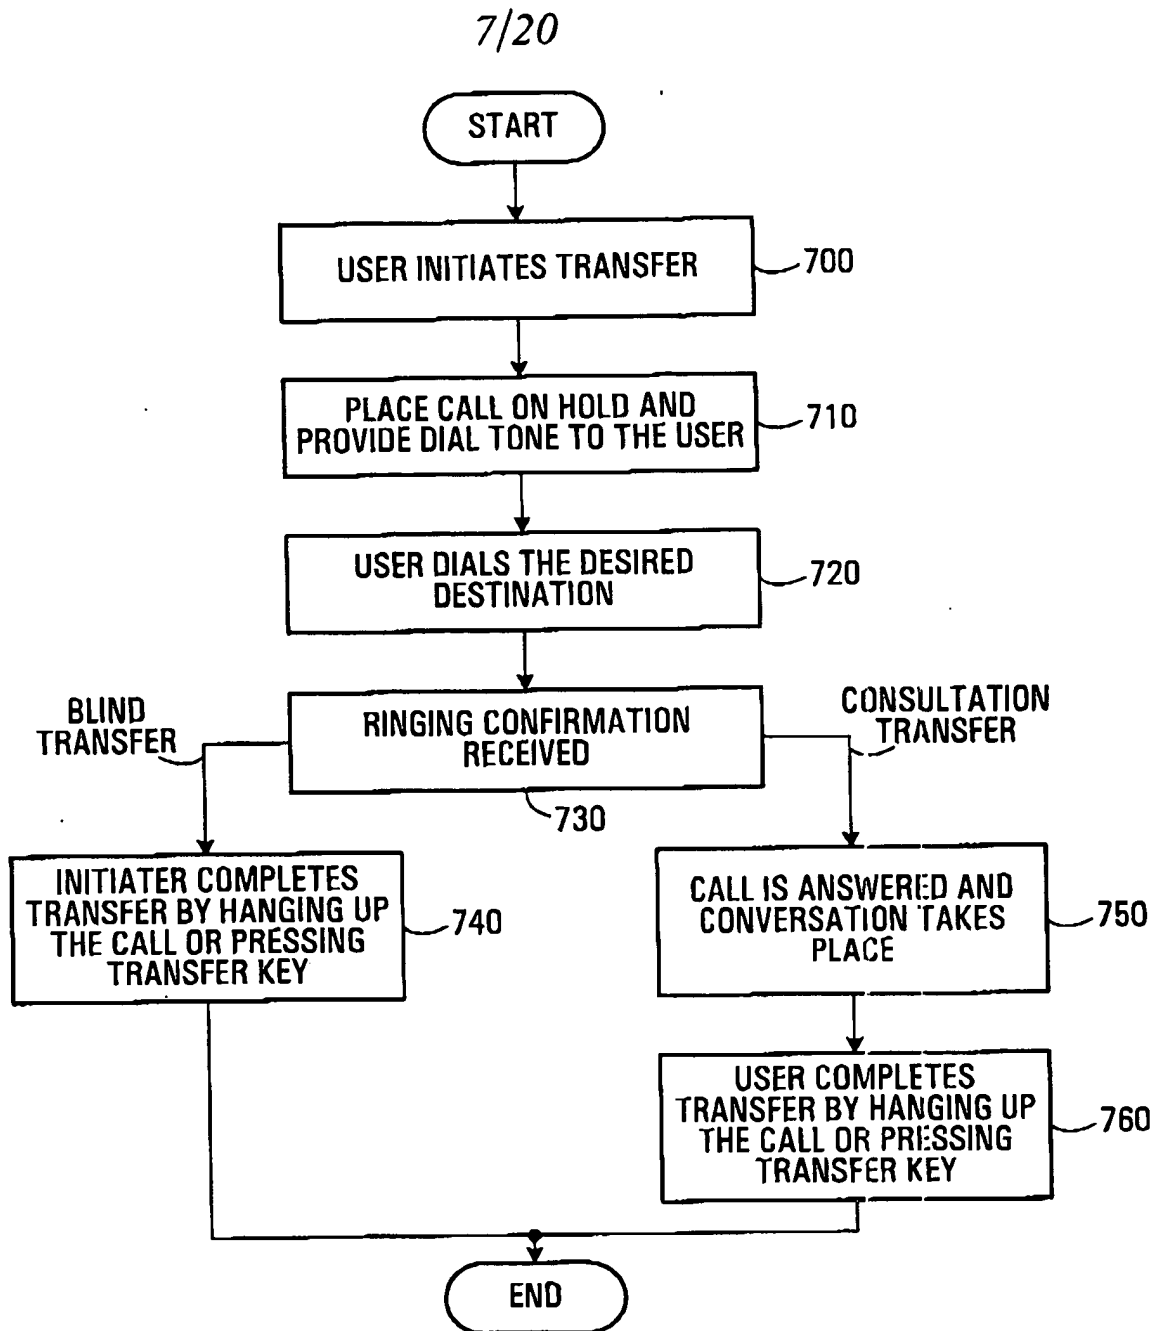 7/20
START
USER INITIATES TRANSFER
700
PLACE CALL ON HOLD AND
PROVIDE DIAL TONE TO THE USER
710
USER DIALS THE DESIRED
DESTINATION
720
BLIND
TRANSFER
RINGING CONFIRMATION
RECEIVED
730
CONSULTATION
TRANSFER
INITIATER COMPLETES
TRANSFER BY HANGING UP
THE CALL OR PRESSING
TRANSFER KEY
740
CALL IS ANSWERED AND
CONVERSATION TAKES
PLACE
750
USER COMPLETES
TRANSFER BY HANGING UP
THE CALL OR PRESSING
TRANSFER KEY
760
END